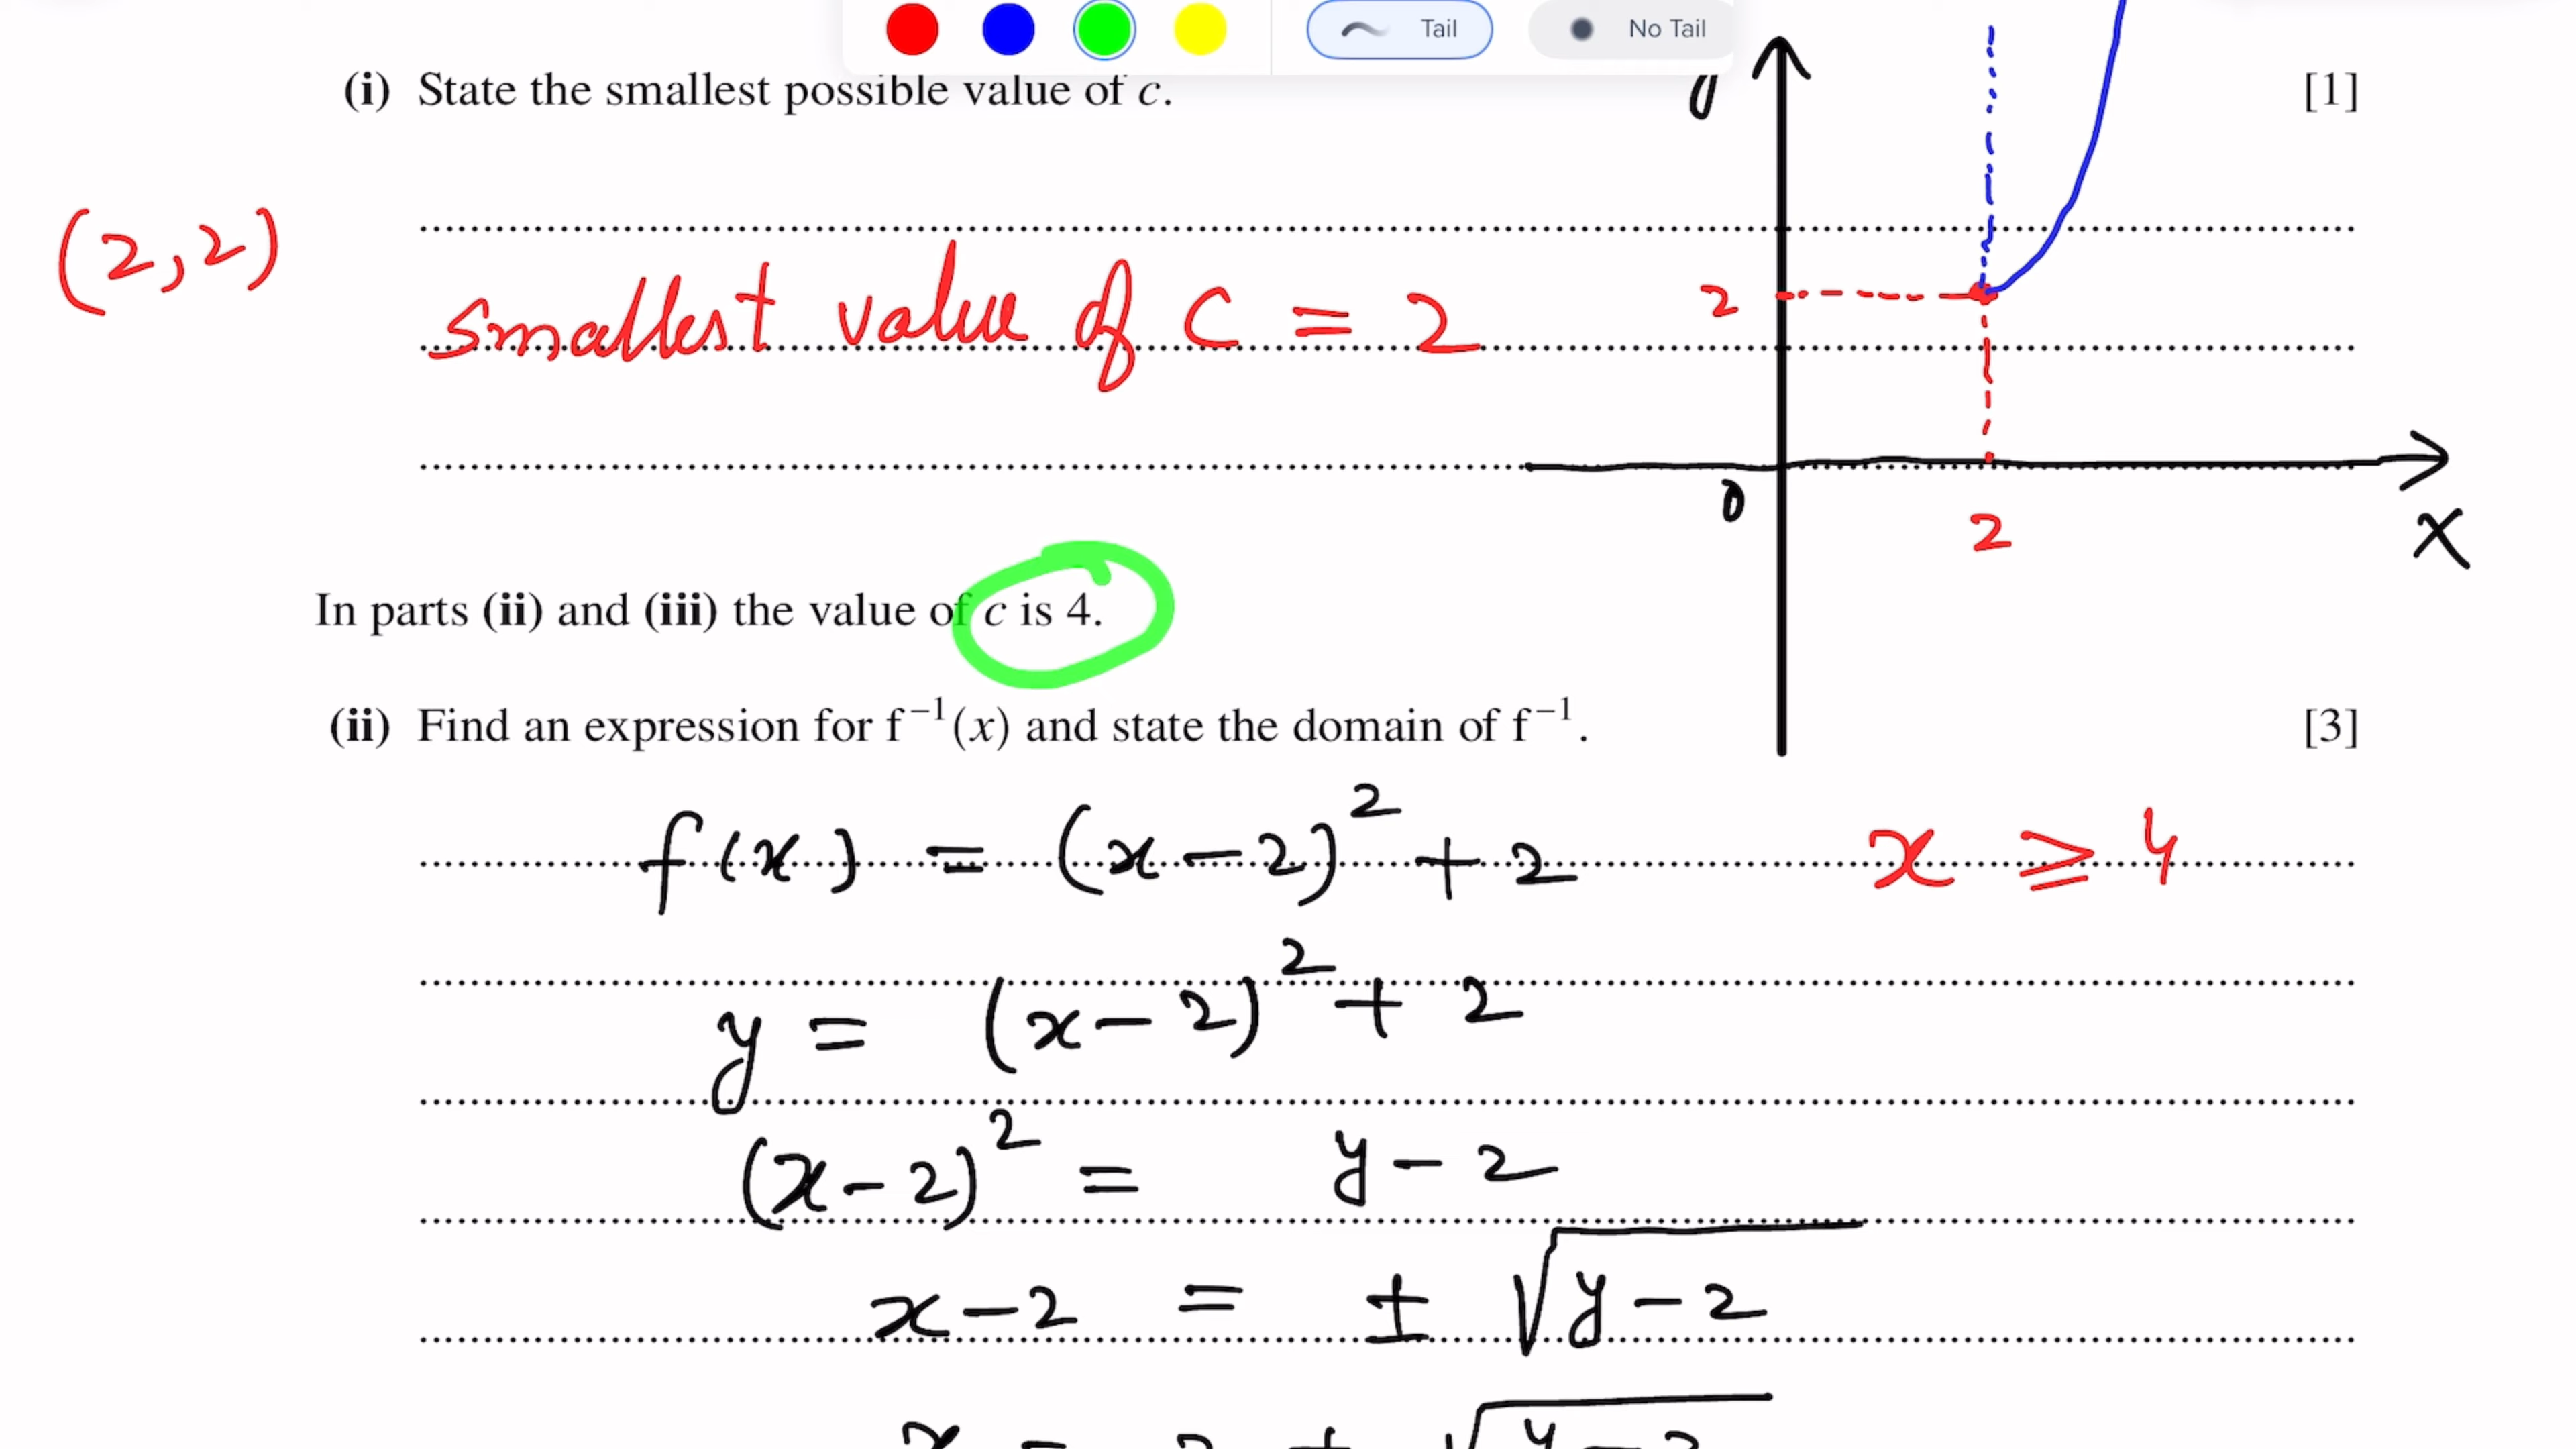 Tail No Tail
(i) State the smallest possible value of c. [1]
y
(2,2)
smallest value of c = 2
2
0
2
x
In parts (ii) and (iii) the value of c is 4.
(ii) Find an expression for f⁻¹(x) and state the domain of f⁻¹. [3]
f(x) = (x-2)² + 2 x ≥ 4
y = (x-2)² + 2
(x-2)² = y-2
x-2 = ± √y-2